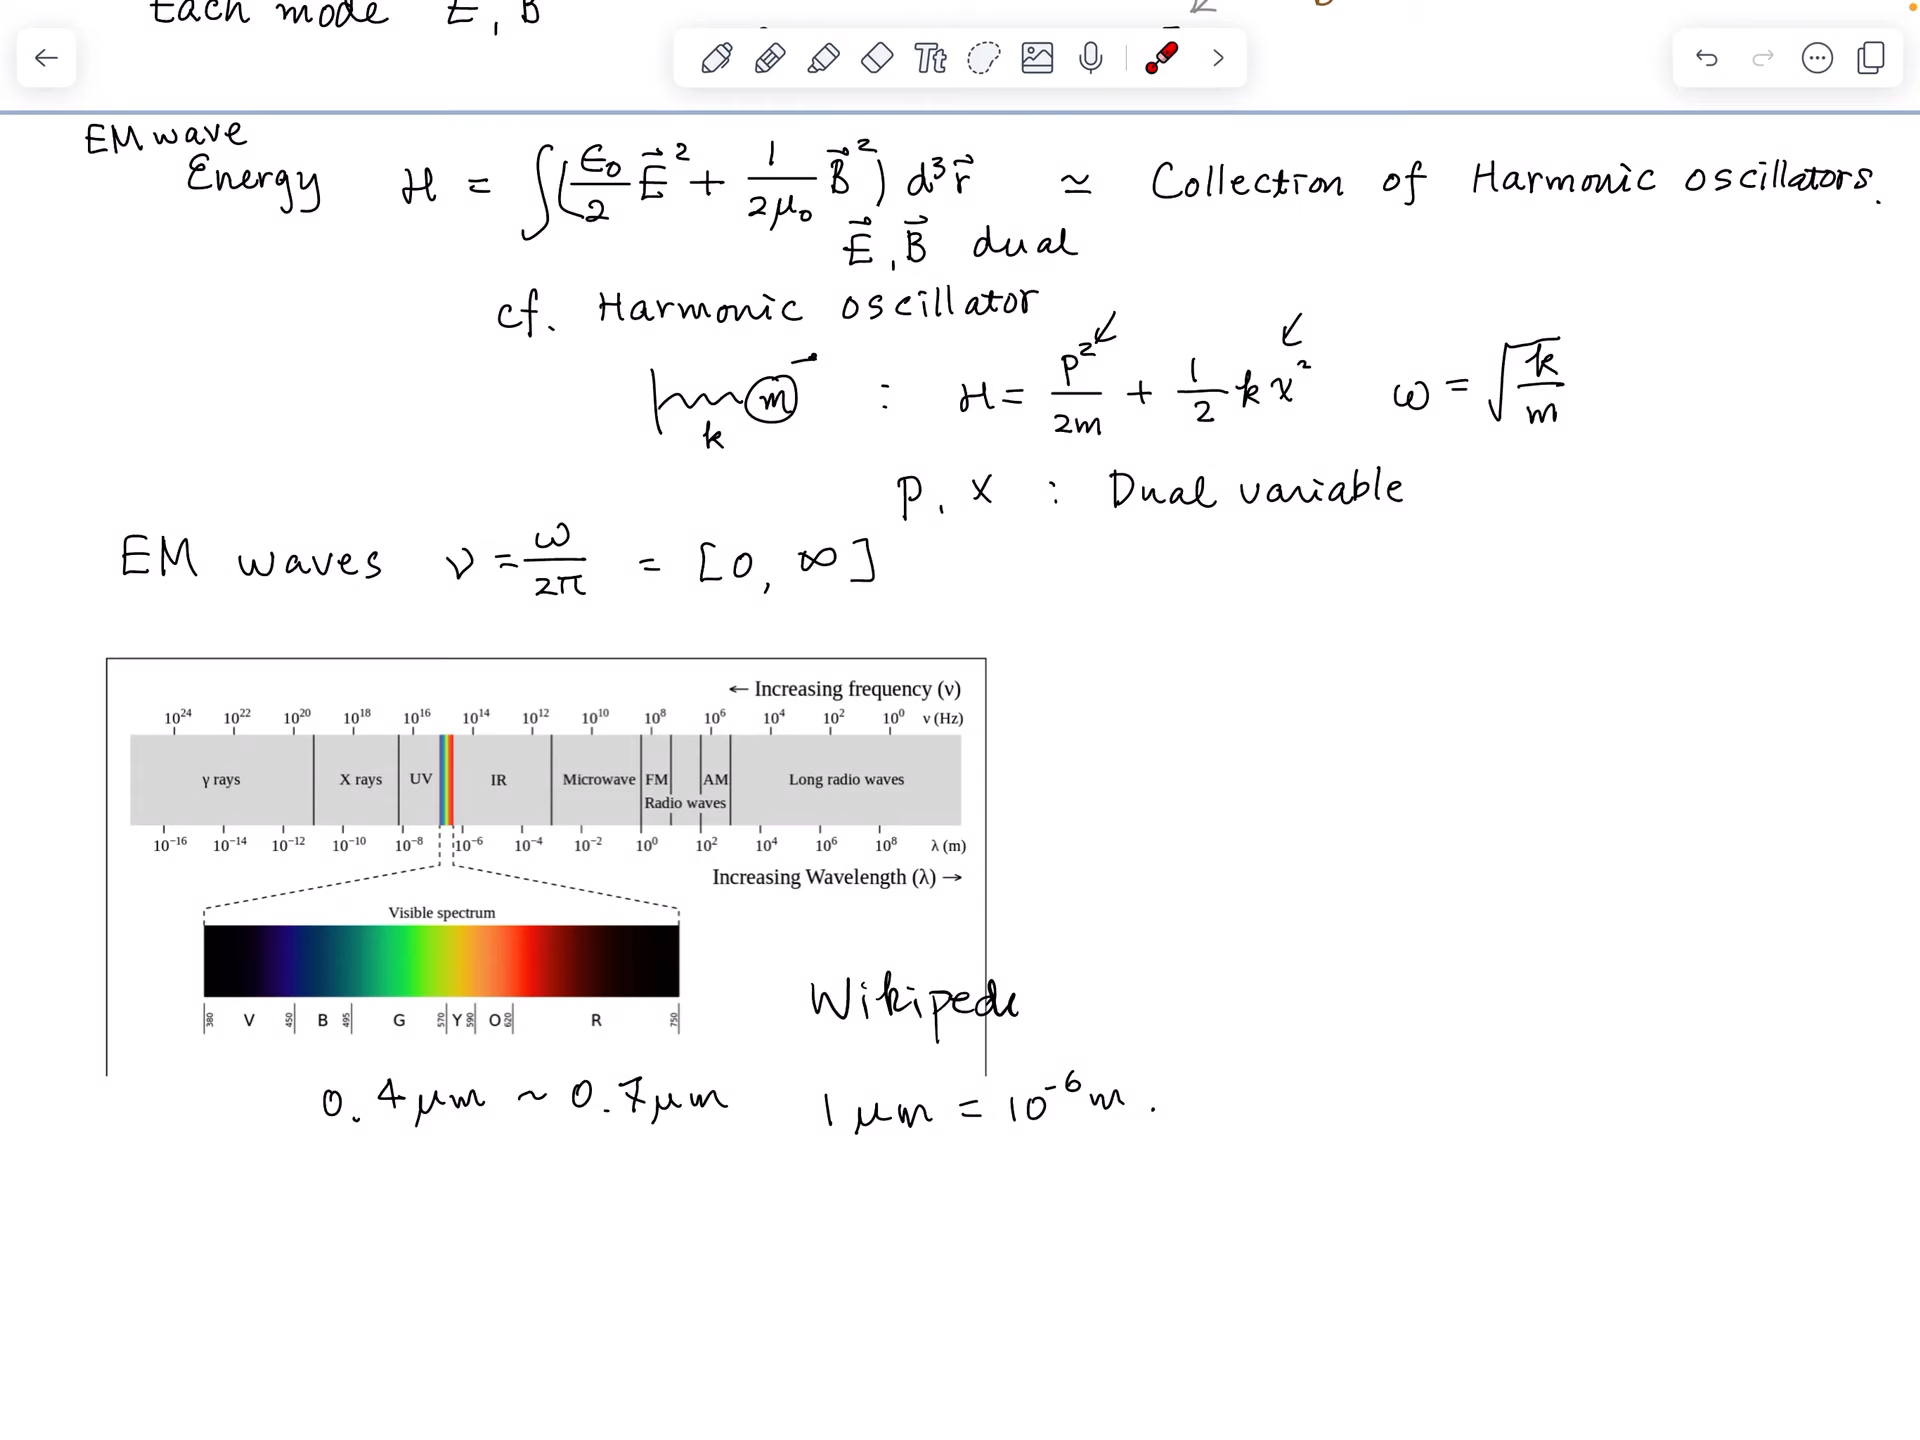 Each mode E, B
Tt
EM wave
Energy H = ∫(ε₀/2 E⃗² + 1/2μ₀ B⃗²) d³r⃗ ≃ Collection of Harmonic oscillators.
E⃗, B⃗ dual
cf. Harmonic oscillator
m
k
: H = p²/2m + 1/2 k x² ω = √(k/m)
p, x : Dual variable
EM waves ν = ω/2π = [0, ∞]
← Increasing frequency (ν)
10²⁴ 10²² 10²⁰ 10¹⁸ 10¹⁶ 10¹⁴ 10¹² 10¹⁰ 10⁸ 10⁶ 10⁴ 10² 10⁰ ν (Hz)
γ rays X rays UV IR Microwave FM AM Long radio waves
Radio waves
10⁻¹⁶ 10⁻¹⁴ 10⁻¹² 10⁻¹⁰ 10⁻⁸ 10⁻⁶ 10⁻⁴ 10⁻² 10⁰ 10² 10⁴ 10⁶ 10⁸ λ (m)
Increasing Wavelength (λ) →
Visible spectrum
380 V 450 B 495 G 570 Y 590 O 620 R 750
Wikipede
0.4 μm ~ 0.7 μm 1 μm = 10⁻⁶ m.